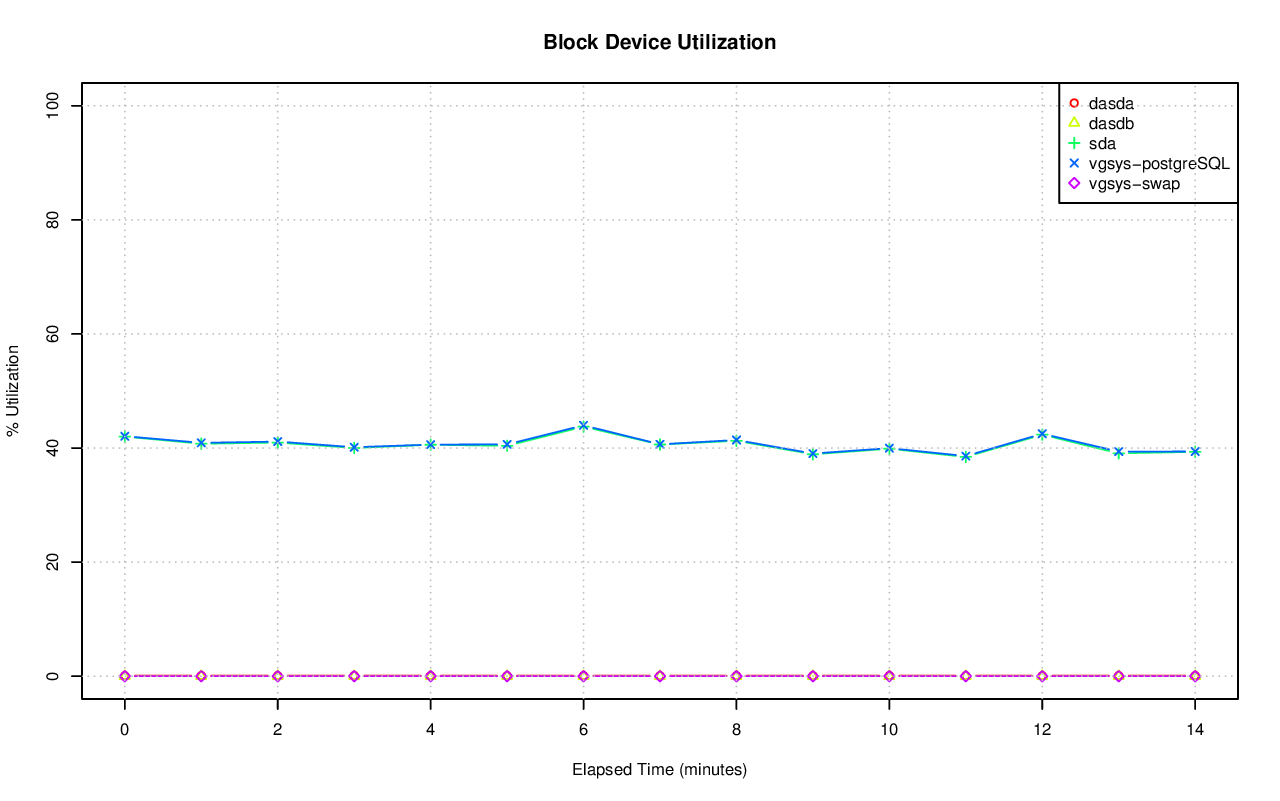 Block Device Utilization
dasda
dasdb
sda
vgsys−postgreSQL
vgsys−swap
% Utilization
100
80
60
40
20
0
0 2 4 6 8 10 12 14
Elapsed Time (minutes)